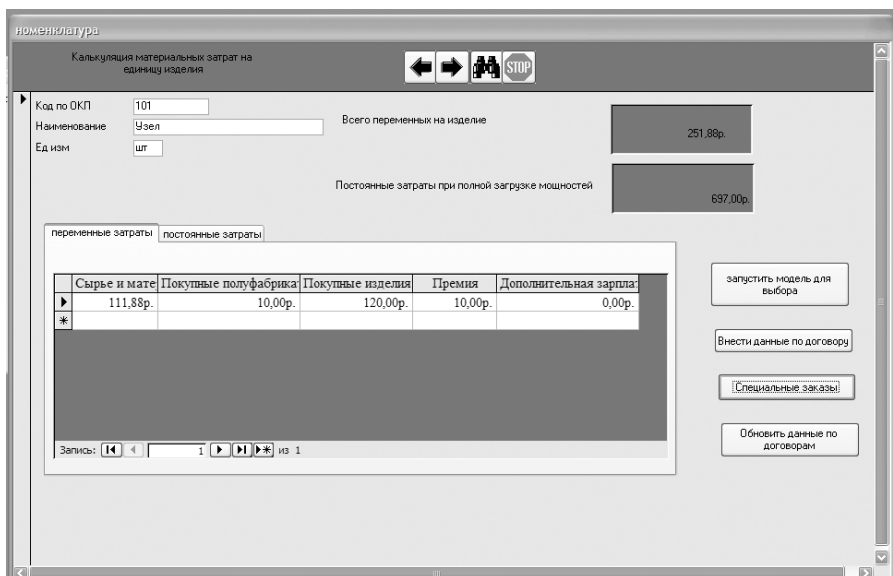 номенклатура
Калькуляция материальных затрат на
единицу изделия
STOP
Код по ОКП 101
Наименование Узел
Ед изм шт
Всего переменных на изделие 251,88р.
Постоянные затраты при полной загрузке мощностей 697,00р.
переменные затраты постоянные затраты
Сырье и мате Покупные полуфабрика Покупные изделия Премия Дополнительная зарпла
111,88р. 10,00р. 120,00р. 10,00р. 0,00р.
Запись: 1 из 1
запустить модель для
выбора
Внести данные по договору
Специальные заказы
Обновить данные по
договорам